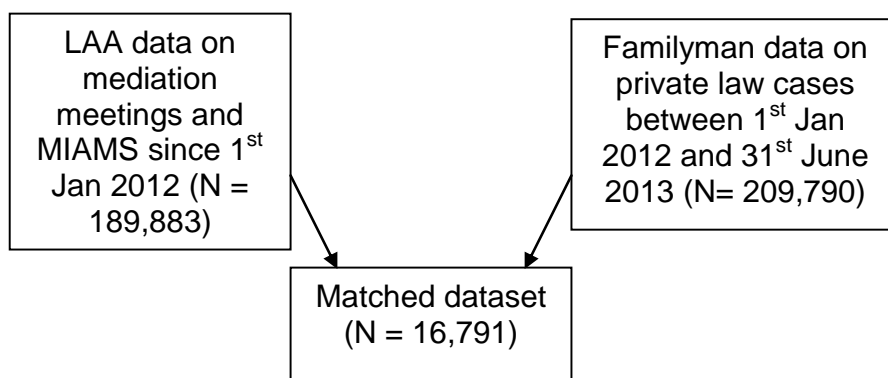 LAA data on
mediation
meetings and
MIAMS since 1st
Jan 2012 (N =
189,883)
Familyman data on
private law cases
between 1st Jan
2012 and 31st June
2013 (N= 209,790)
Matched dataset
(N = 16,791)